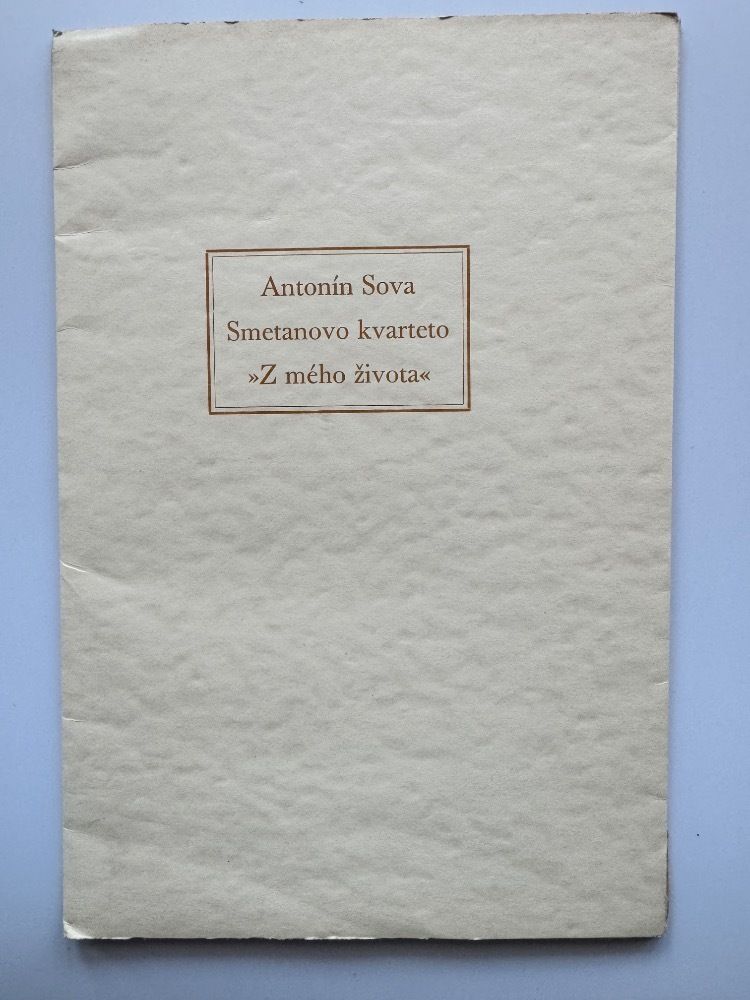 Antonín Sova
Smetanovo kvarteto
»Z mého života«